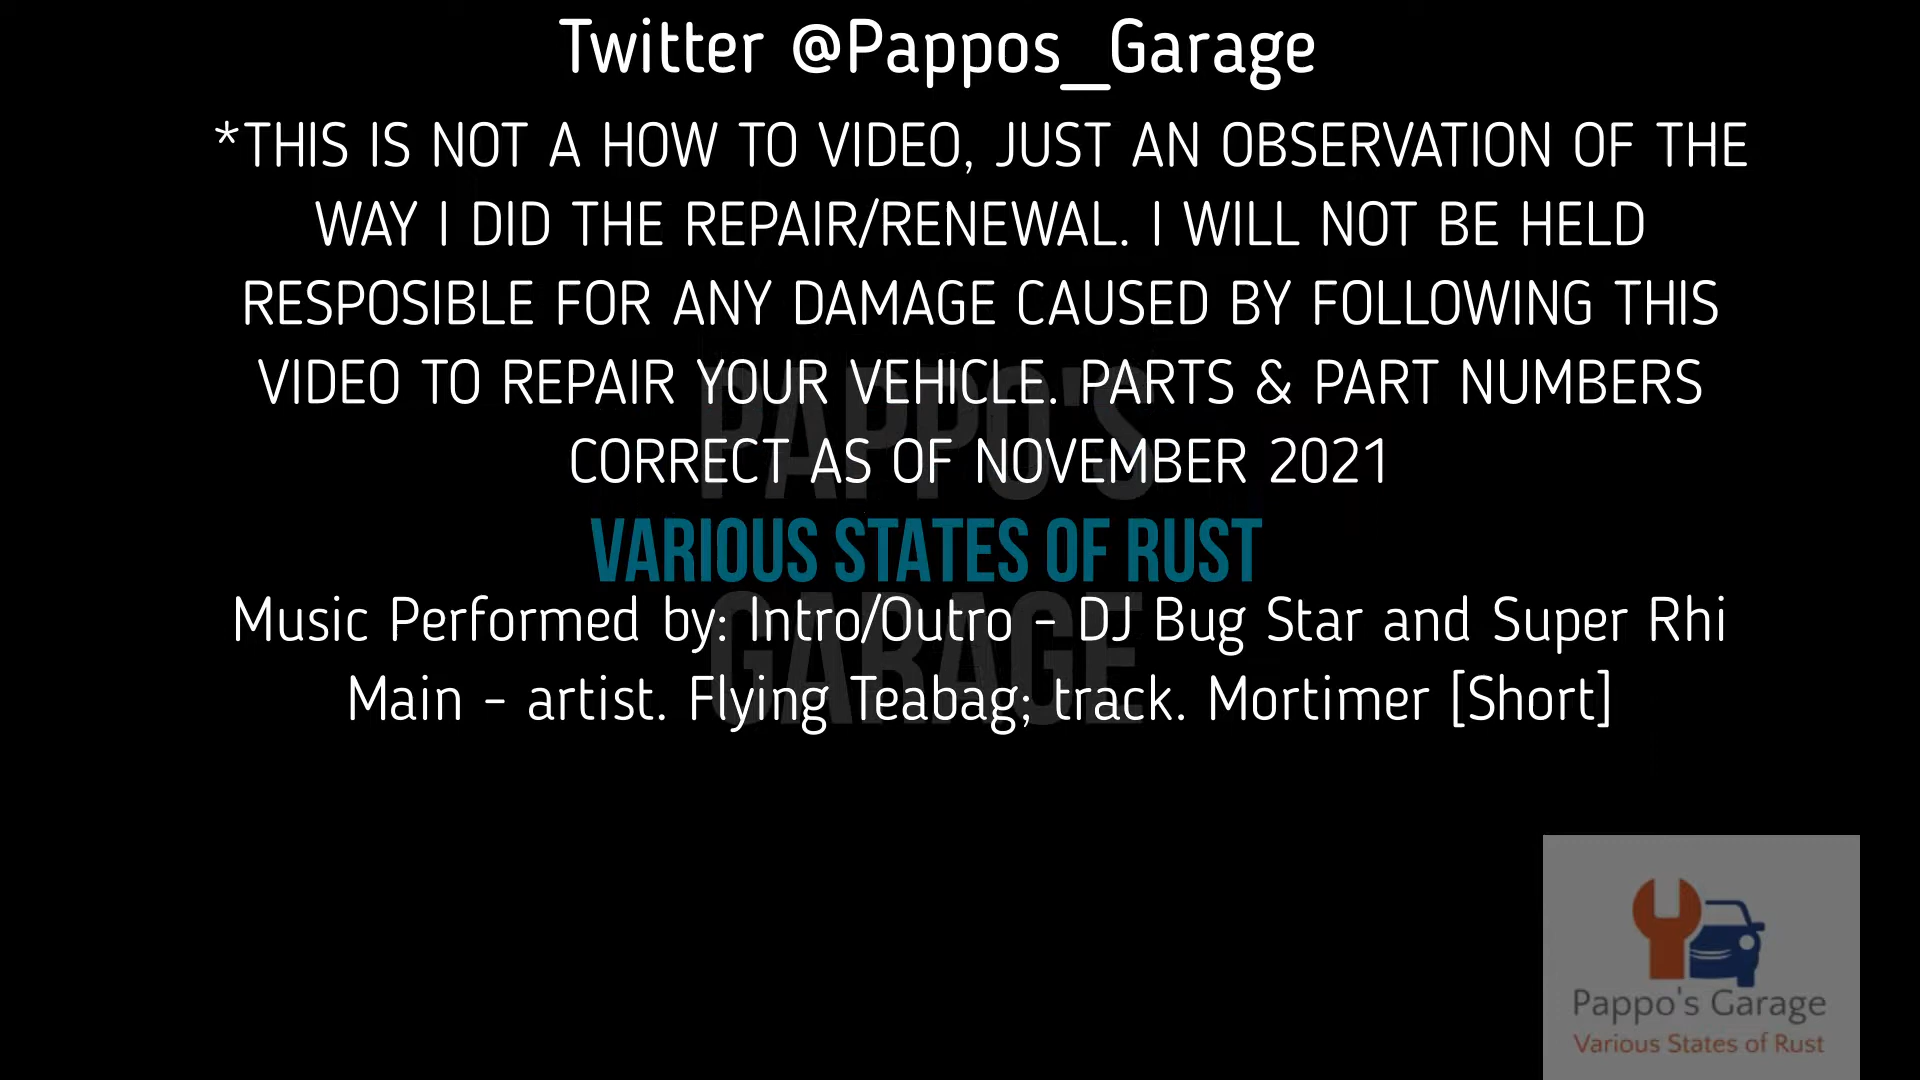 Twitter @Pappos_Garage
*THIS IS NOT A HOW TO VIDEO, JUST AN OBSERVATION OF THE
WAY I DID THE REPAIR/RENEWAL. I WILL NOT BE HELD
RESPOSIBLE FOR ANY DAMAGE CAUSED BY FOLLOWING THIS
VIDEO TO REPAIR YOUR VEHICLE. PARTS & PART NUMBERS
CORRECT AS OF NOVEMBER 2021
PAPPO'S
VARIOUS STATES OF RUST
GARAGE
Music Performed by: Intro/Outro - DJ Bug Star and Super Rhi
Main - artist. Flying Teabag; track. Mortimer [Short]
Pappo's Garage
Various States of Rust